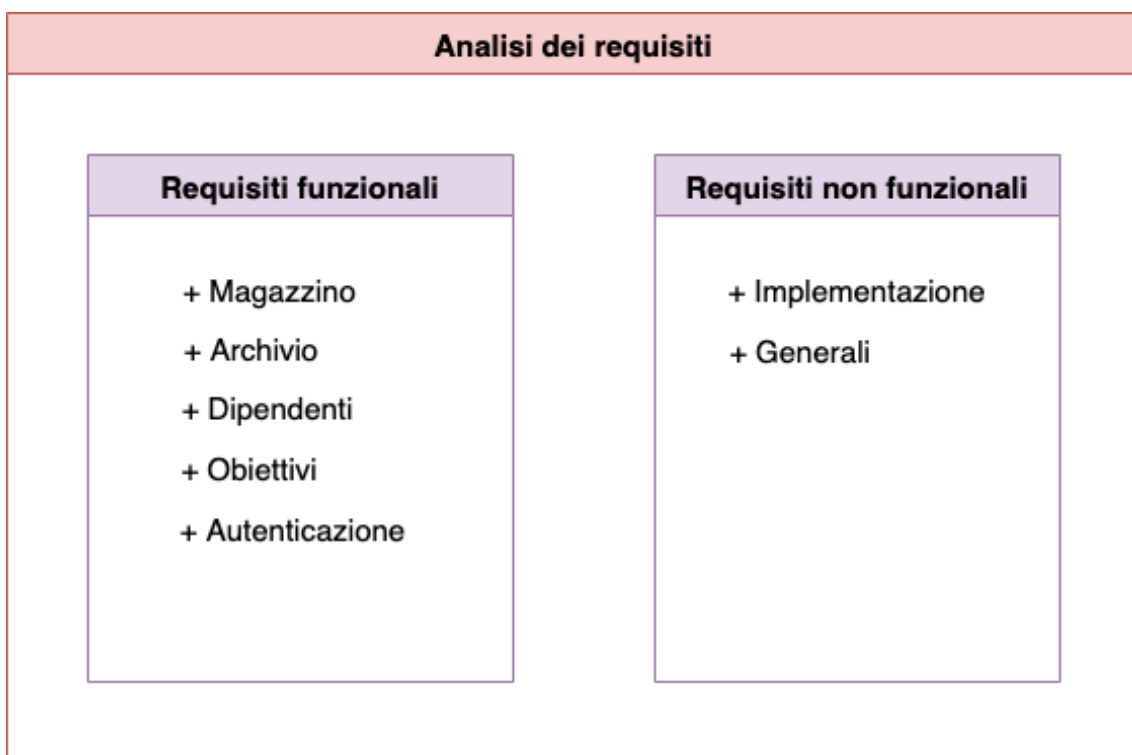 Analisi dei requisiti
Requisiti funzionali
+ Magazzino
+ Archivio
+ Dipendenti
+ Obiettivi
+ Autenticazione
Requisiti non funzionali
+ Implementazione
+ Generali